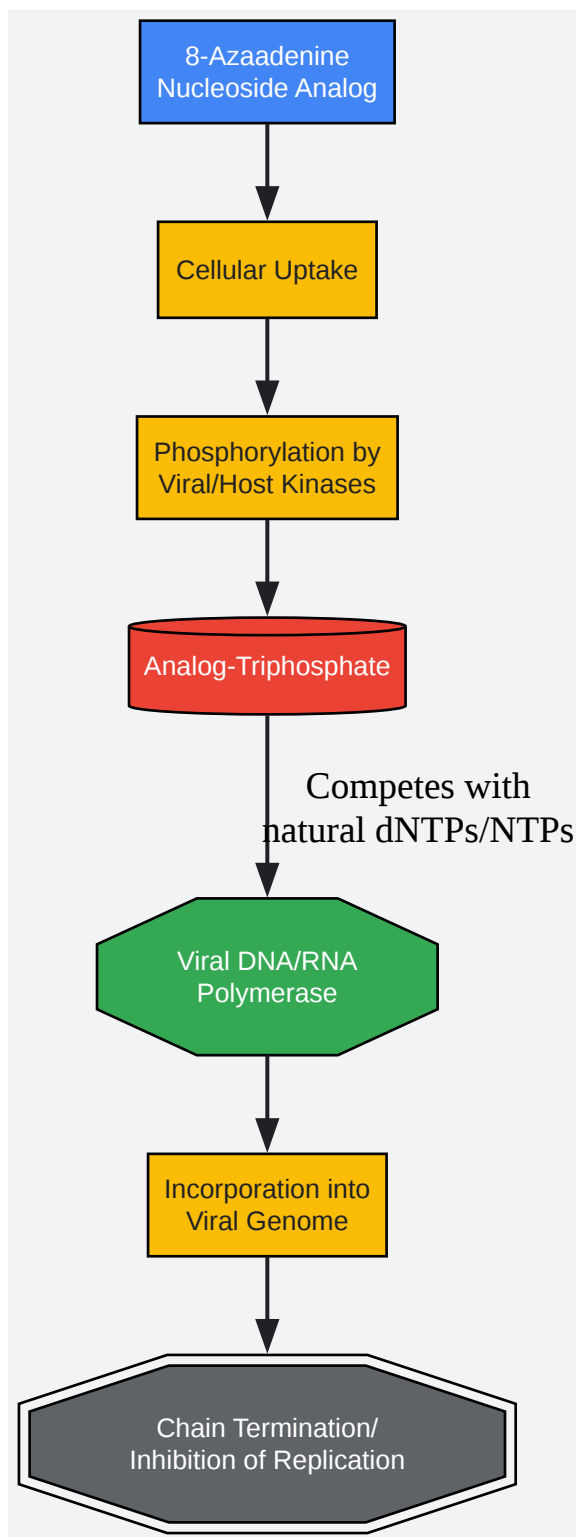 8-Azaadenine
Nucleoside Analog
Cellular Uptake
Phosphorylation by
Viral/Host Kinases
Analog-Triphosphate
Competes with
natural dNTPs/NTPs
Viral DNA/RNA
Polymerase
Incorporation into
Viral Genome
Chain Termination/
Inhibition of Replication